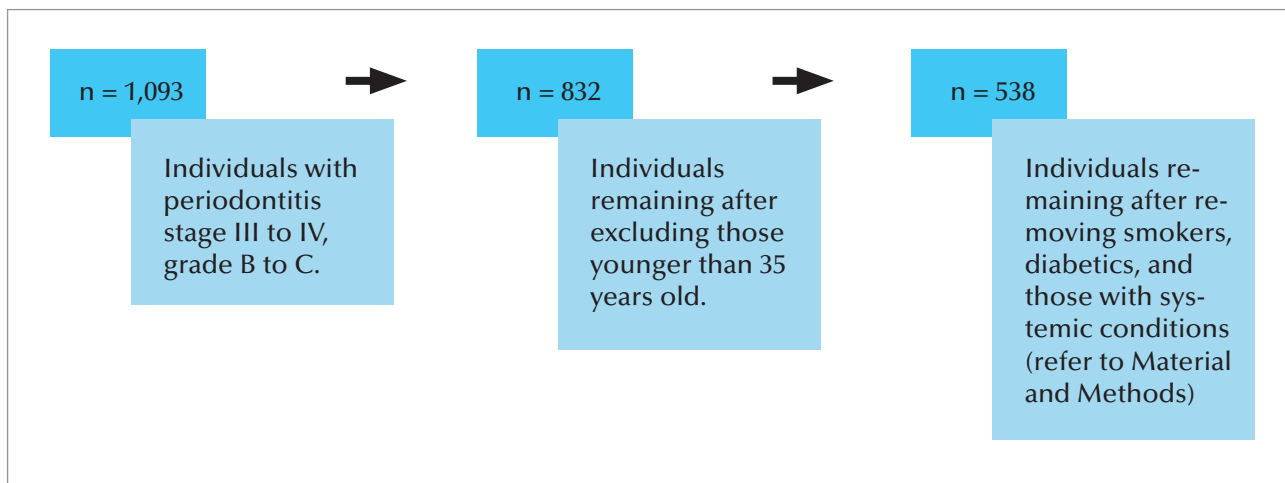 n = 1,093
Individuals with
periodontitis
stage III to IV,
grade B to C.
n = 832
Individuals
remaining after
excluding those
younger than 35
years old.
n = 538
Individuals re-
maining after re-
moving smokers,
diabetics, and
those with sys-
temic conditions
(refer to Material
and Methods)